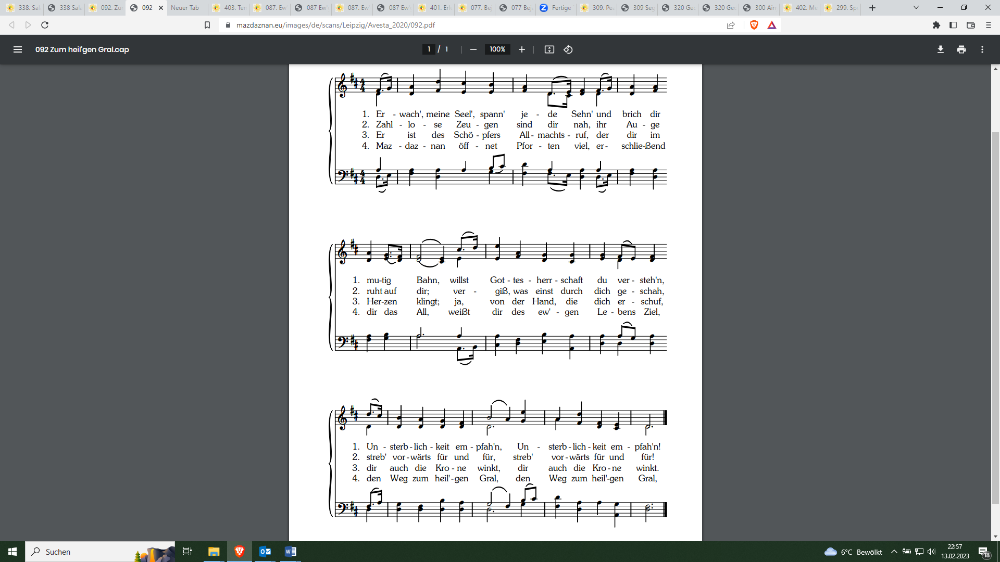 338. Sal 338 Sala 092. Zur 092 Neuer Tab 403. Ter 087. Ew 087 Ew' 087. Ew 087 Ew' 401. Erl 077. Bej 077 Bej Fertige 309. Pea 309 Seg 320 Ged 320 Ged 300 Ain 402. Me 299. Spe
mazdaznan.eu/images/de/scans/Leipzig/Avesta_2020/092.pdf
092 Zum heil'gen Gral.cap 1 / 1 100%
1. Er - wach', meine Seel', spann' je - de Sehn' und brich dir
2. Zahl - lo - se Zeu - gen sind dir nah, ihr Au - ge
3. Er ist des Schö - pfers All - machts - ruf, der dir im
4. Maz - daz - nan öff - net Pfor - ten viel, er - schlie-ßend
1. mu-tig Bahn, willst Got - tes - herr - schaft du ver - steh'n,
2. ruht auf dir; ver - giß, was einst durch dich ge - schah,
3. Her-zen klingt; ja, von der Hand, die dich er - schuf,
4. dir das All, weißt dir des ew' - gen Le - bens Ziel,
1. Un - sterb - lich - keit em - pfah'n, Un - sterb - lich - keit em - pfah'n!
2. streb' vor - wärts für und für, streb' vor - wärts für und für!
3. dir auch die Kro - ne winkt, dir auch die Kro - ne winkt.
4. den Weg zum heil'-gen Gral, den Weg zum heil'-gen Gral,
Suchen 6°C Bewölkt 22:57
13.02.2023 18